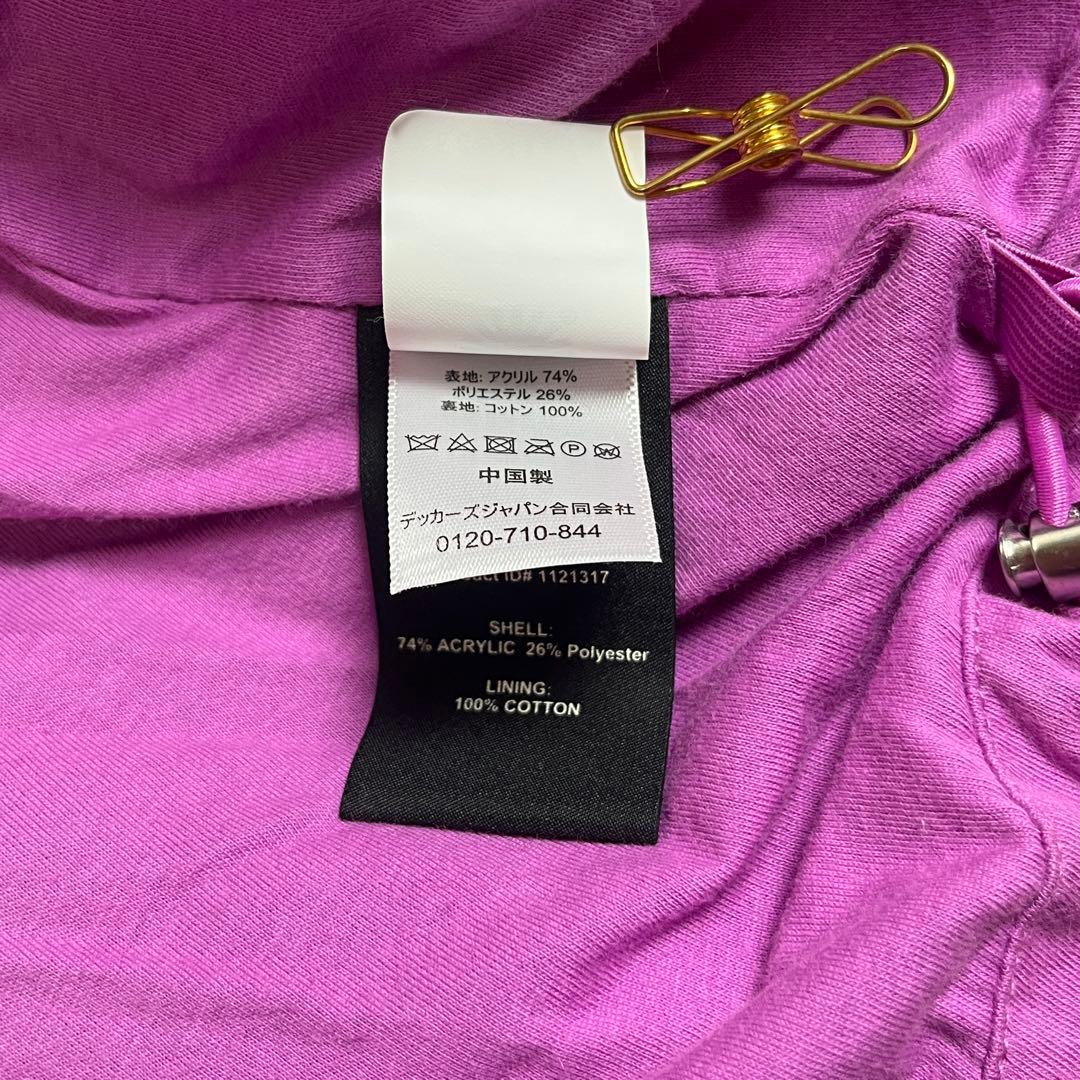 表地: アクリル 74%
ポリエステル 26%
裏地: コットン 100%
中国製
デッカーズジャパン合同会社
0120-710-844
ID# 1121317
SHELL:
74% ACRYLIC 26% Polyester
LINING:
100% COTTON